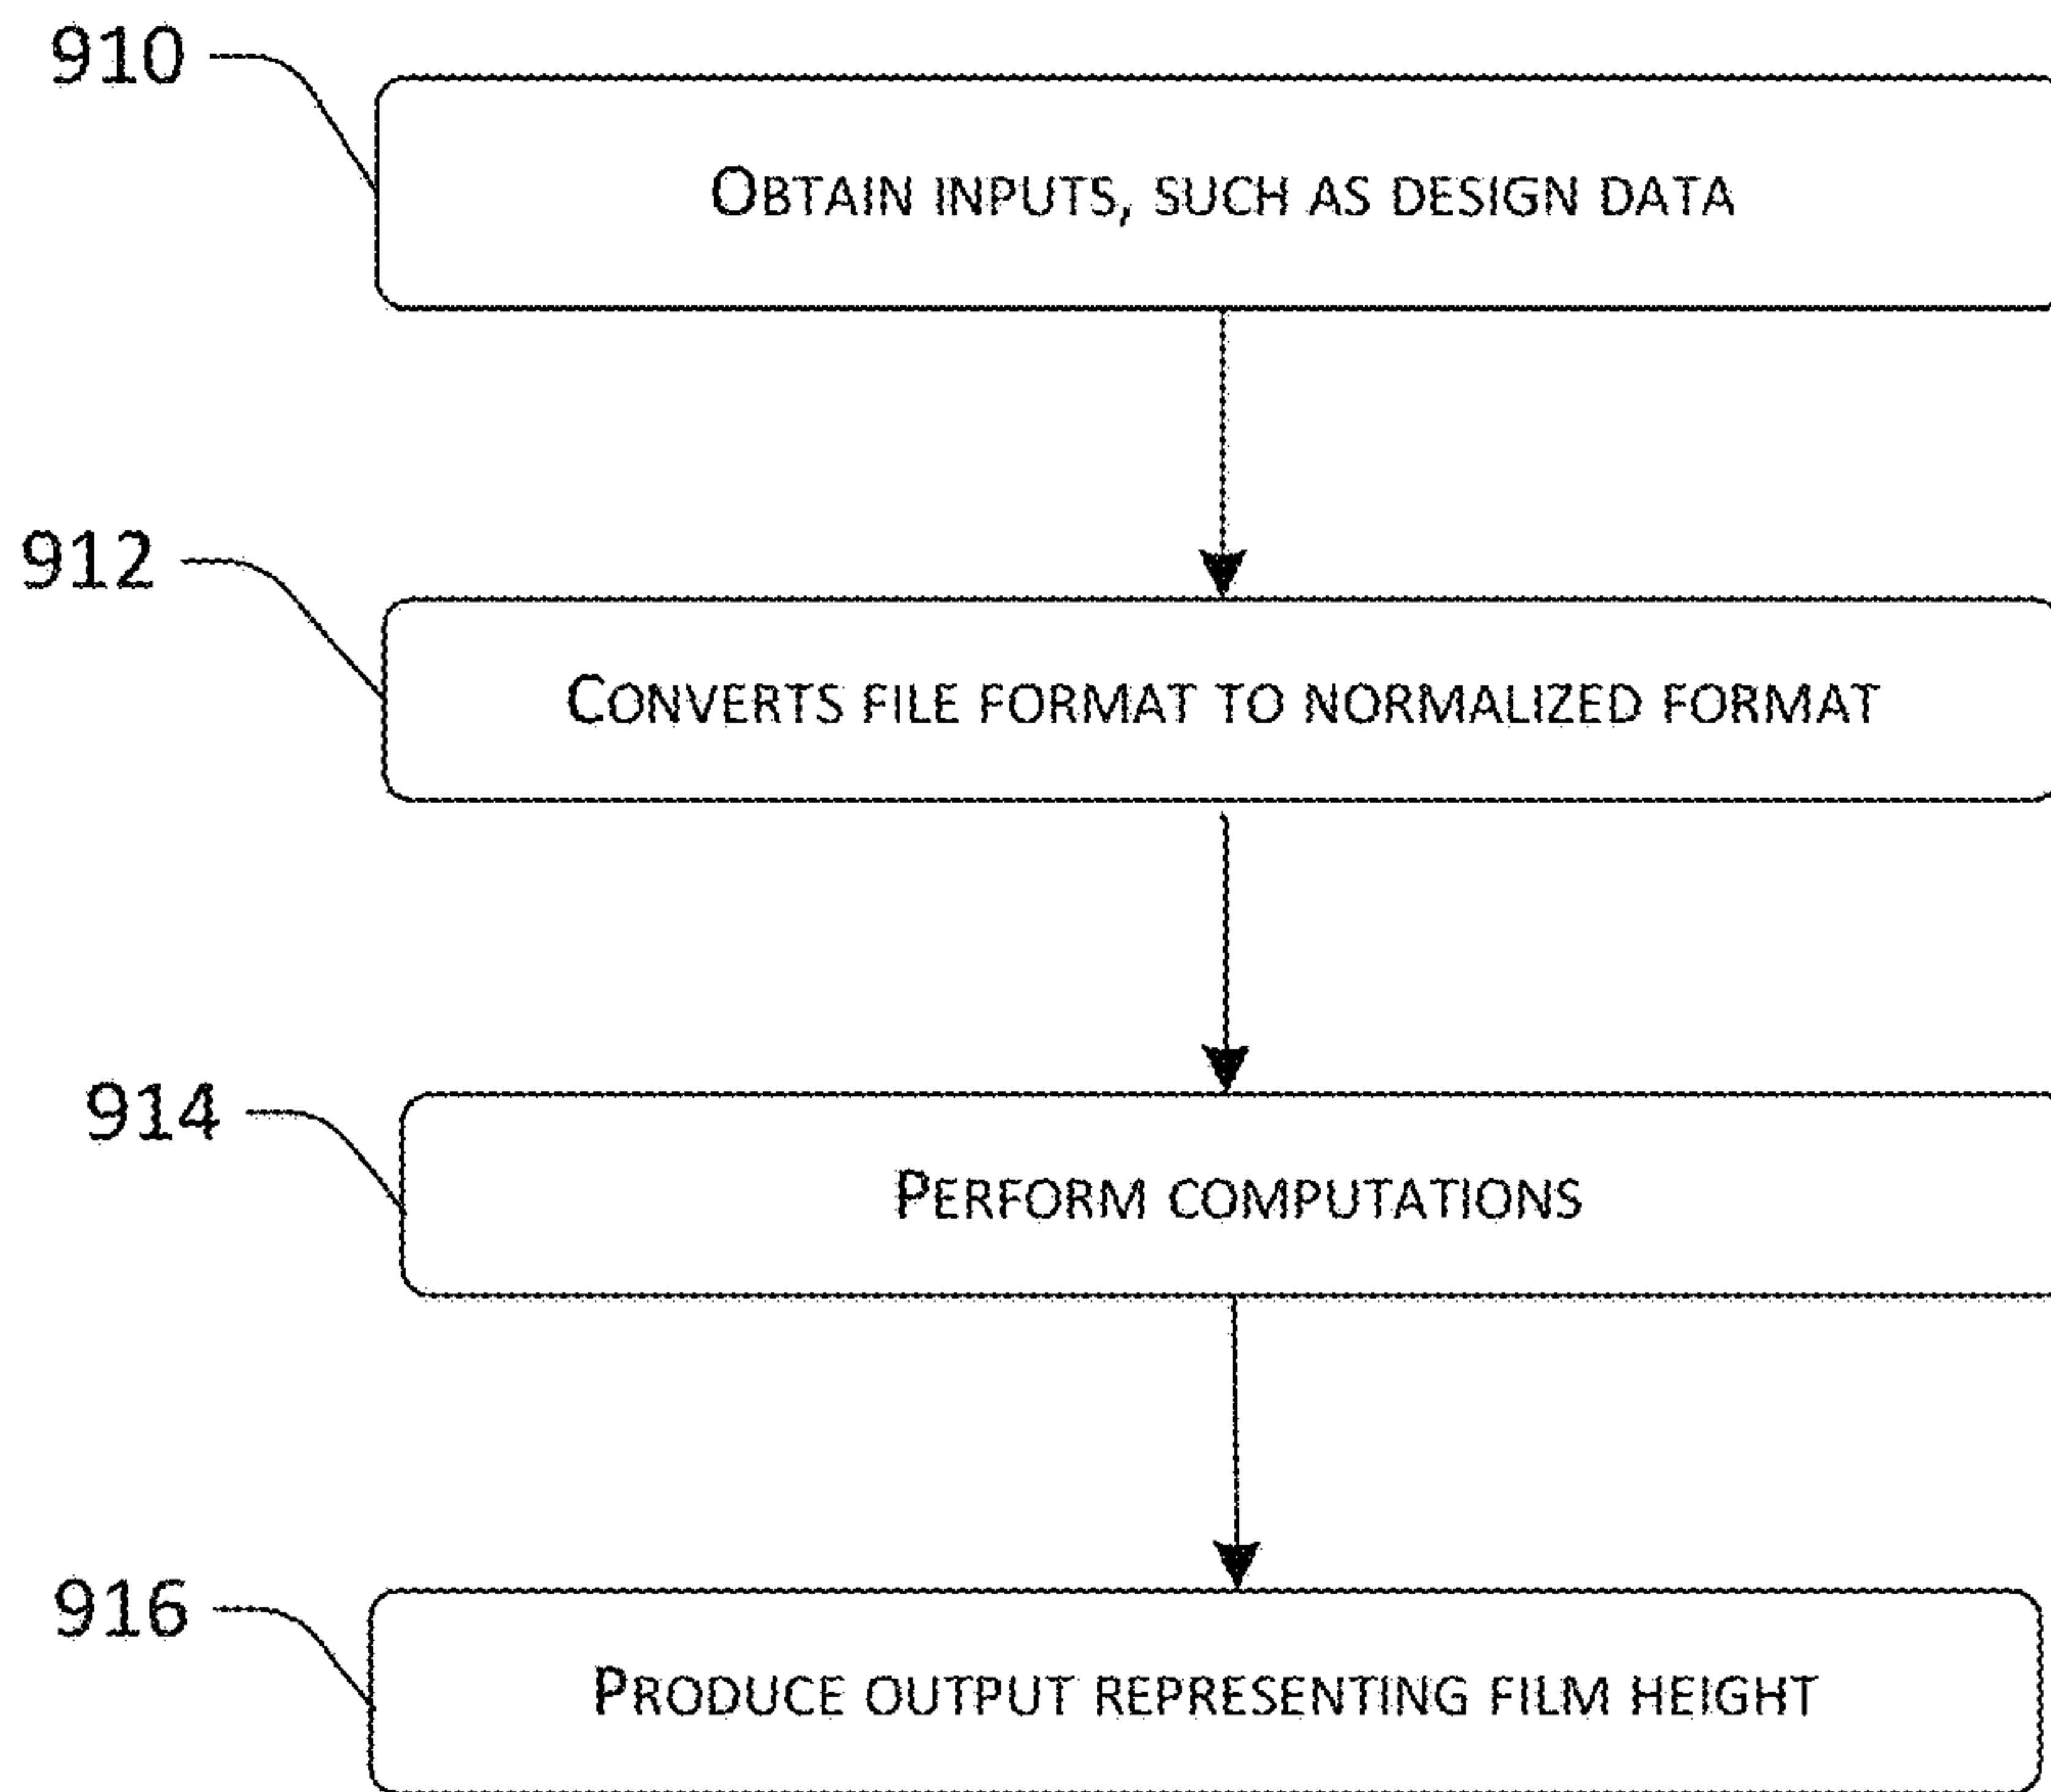 910
OBTAIN INPUTS, SUCH AS DESIGN DATA
912
CONVERTS FILE FORMAT TO NORMALIZED FORMAT
914
PERFORM COMPUTATIONS
916
PRODUCE OUTPUT REPRESENTING FILM HEIGHT